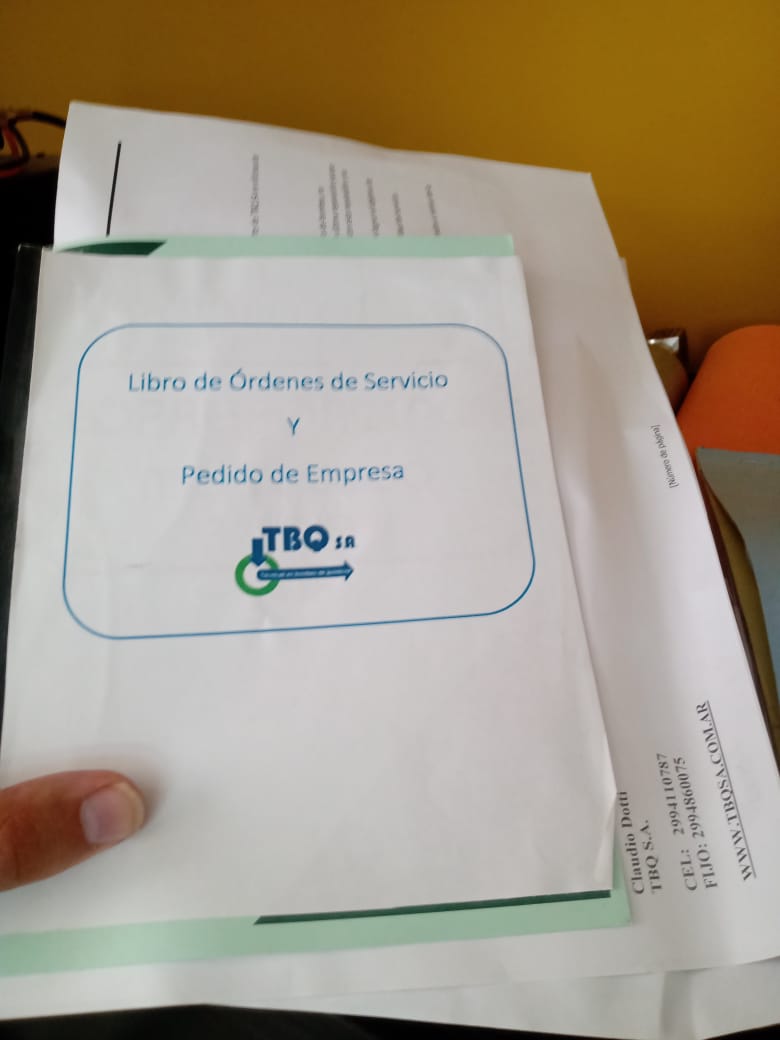 Libro de Órdenes de Servicio
Y
Pedido de Empresa
TBQ SA
[Número de página]
Claudio Dotti
TBQ S.A.
CEL: 2994110787
FIJO: 2994860075
WWW.TBQSA.COM.AR